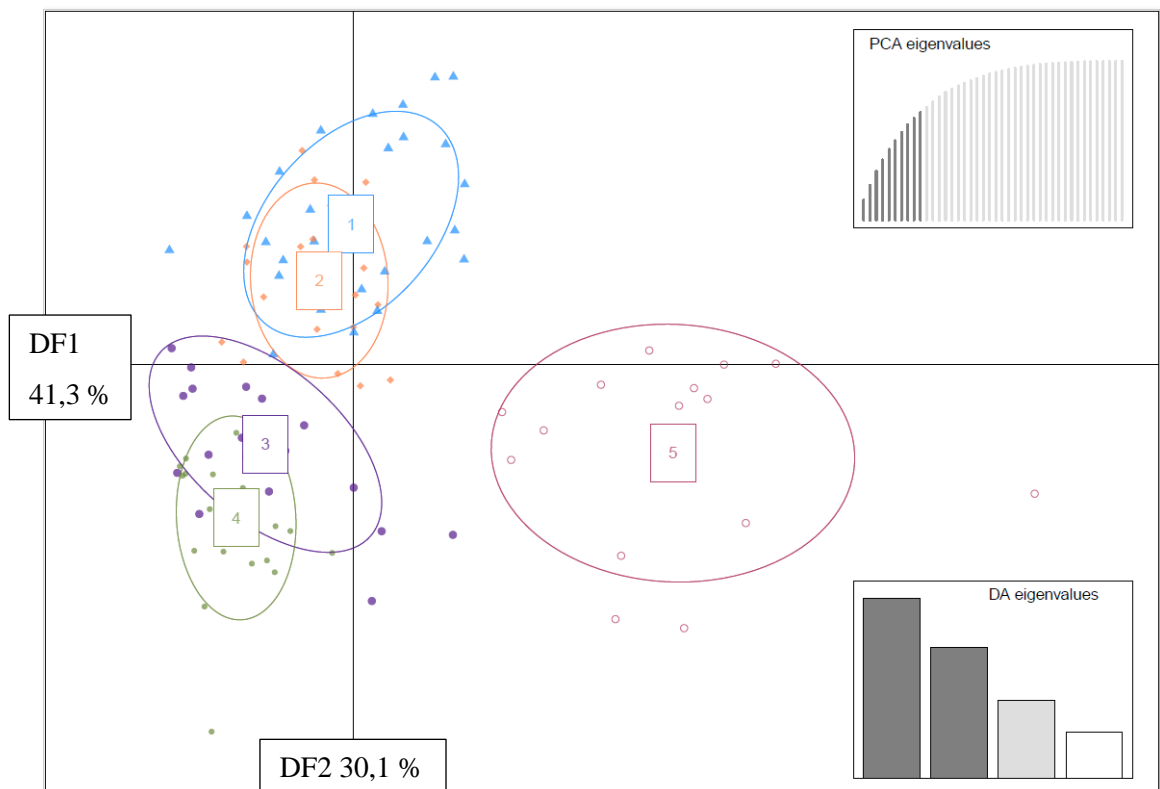 PCA eigenvalues
1
2
DF1
41,3 %
3
5
4
DA eigenvalues
DF2 30,1 %